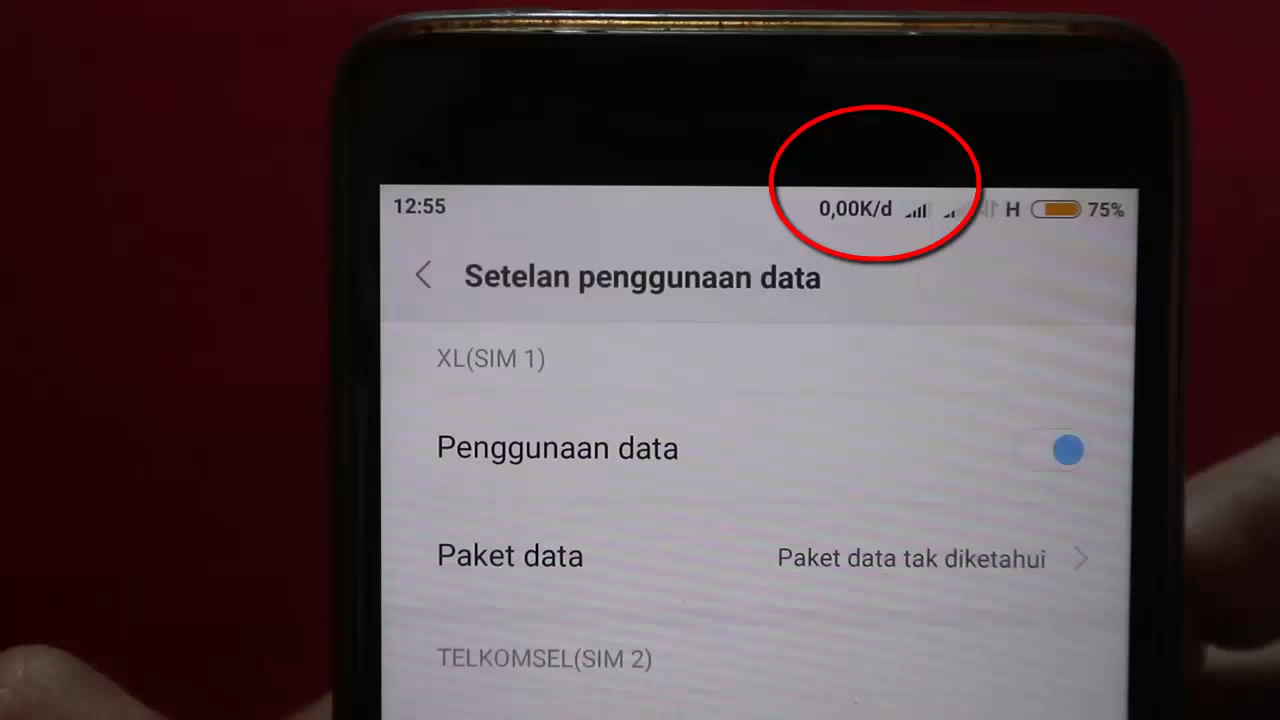 12:55 0,00K/d H 75%
Setelan penggunaan data
XL(SIM 1)
Penggunaan data
Paket data Paket data tak diketahui
TELKOMSEL(SIM 2)